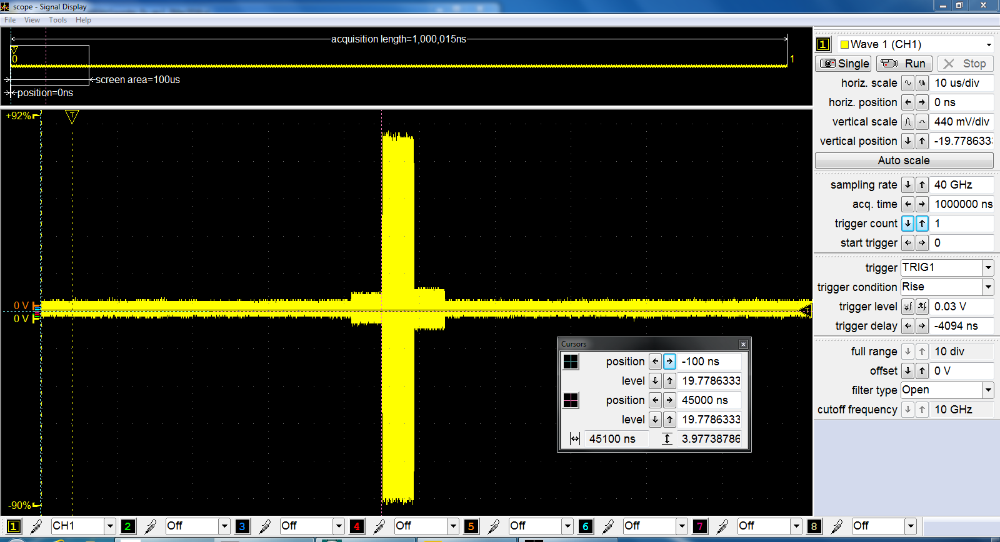 scope - Signal Display
File View Tools Help
acquisition length=1,000,015ns
T
0
1
screen area=100us
position=0ns
+92%
T
0 V
0 V
T
-90%
1 Wave 1 (CH1)
Single Run Stop
horiz. scale 10 us/div
horiz. position 0 ns
vertical scale 440 mV/div
vertical position -19.778633
Auto scale
sampling rate 40 GHz
acq. time 1000000 ns
trigger count 1
start trigger 0
trigger TRIG1
trigger condition Rise
trigger level 0.03 V
trigger delay -4094 ns
full range 10 div
offset 0 V
filter type Open
cutoff frequency 10 GHz
Cursors
position -100 ns
level 19.7786333
position 45000 ns
level 19.7786333
45100 ns 3.97738786
1 CH1 2 Off 3 Off 4 Off 5 Off 6 Off 7 Off 8 Off